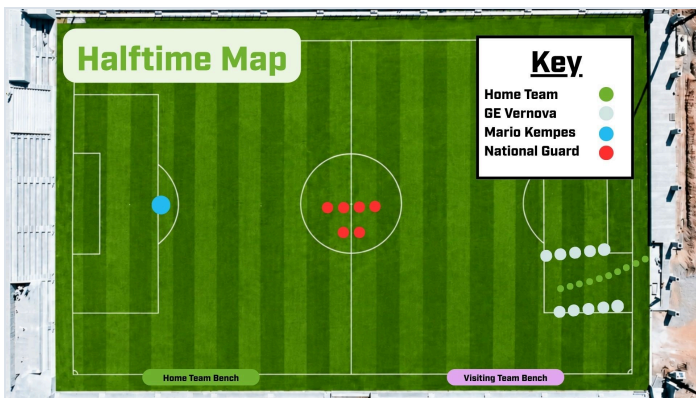 Halftime Map
Key
Home Team
GE Vernova
Mario Kempes
National Guard
Home Team Bench
Visiting Team Bench